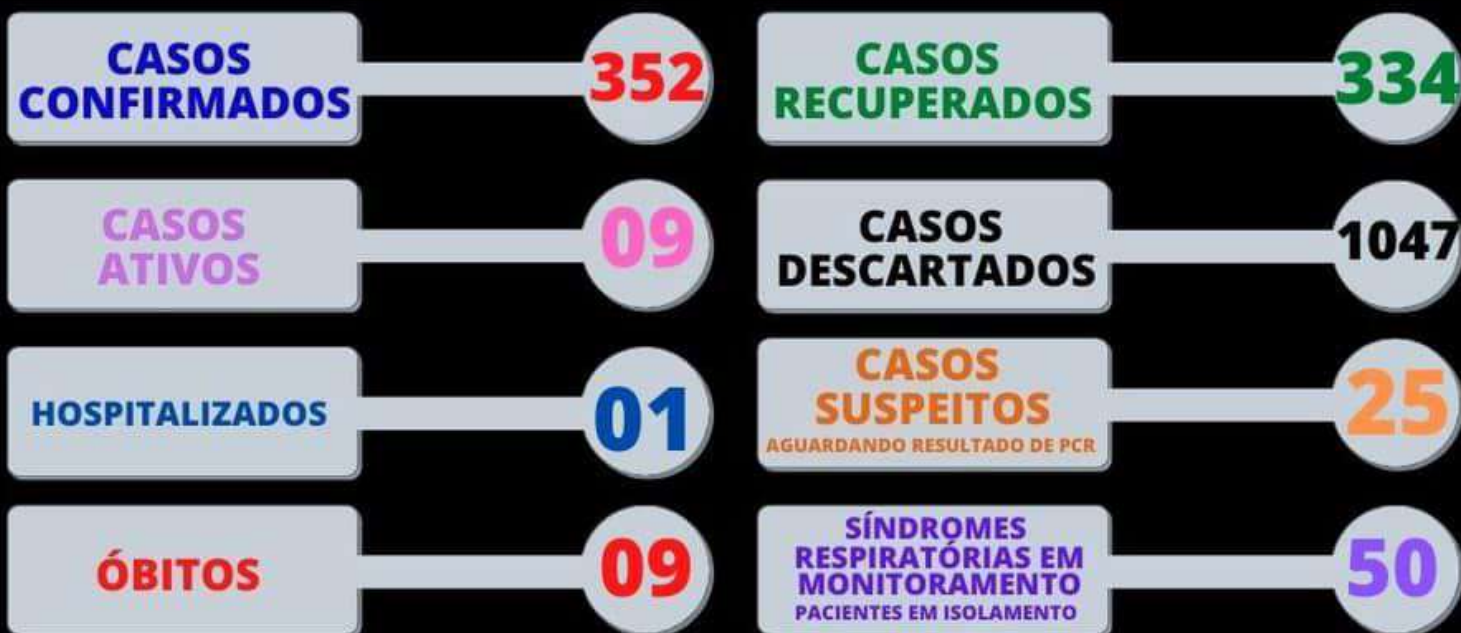 CASOS
CONFIRMADOS
352
CASOS
RECUPERADOS
334
CASOS
ATIVOS
09
CASOS
DESCARTADOS
1047
HOSPITALIZADOS
01
CASOS
SUSPEITOS
AGUARDANDO RESULTADO DE PCR
25
ÓBITOS
09
SÍNDROMES
RESPIRATÓRIAS EM
MONITORAMENTO
PACIENTES EM ISOLAMENTO
50